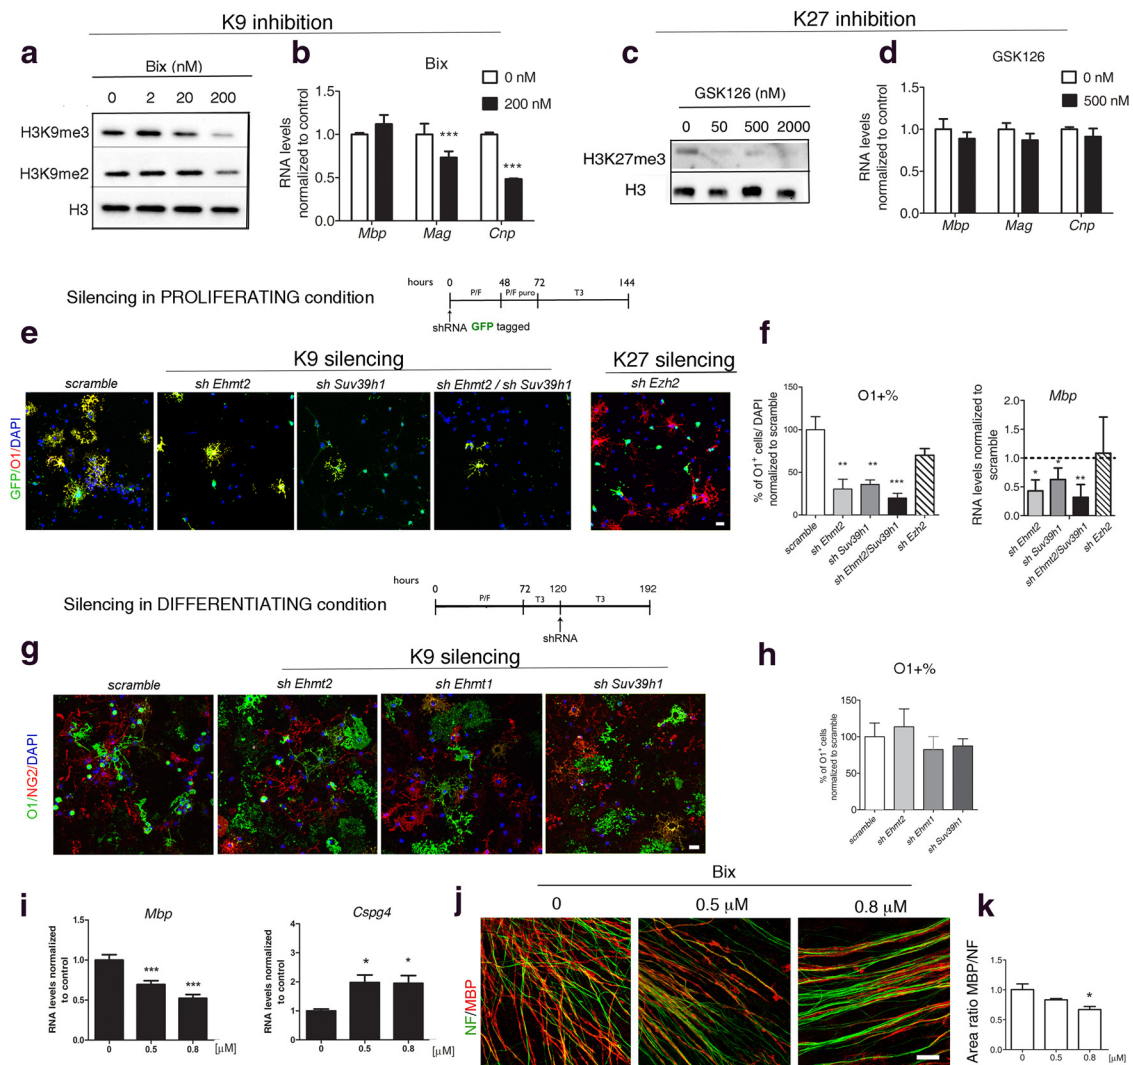 K9 inhibition
K27 inhibition
a
Bix (nM)
0 2 20 200
H3K9me3
H3K9me2
H3
b
Bix
0 nM
200 nM
RNA levels
normalized to control
1.5
1.0
0.5
0.0
***
***
Mbp Mag Cnp
c
GSK126 (nM)
0 50 500 2000
H3K27me3
H3
d
GSK126
0 nM
500 nM
RNA levels
normalized to control
1.5
1.0
0.5
0.0
Mbp Mag Cnp
Silencing in PROLIFERATING condition
hours 0 48 72 144
P/F P/F puro T3
shRNA GFP tagged
e
K9 silencing
K27 silencing
scramble sh Ehmt2 sh Suv39h1 sh Ehmt2 / sh Suv39h1 sh Ezh2
GFP/O1/DAPI
f
O1+%
% of O1+ cells/ DAPI
normalized to scramble
150
100
50
0
** ** ***
scramble
sh Ehmt2
sh Suv39h1
sh Ehmt2/Suv39h1
sh Ezh2
Mbp
RNA levels normalized to
scramble
2.0
1.5
1.0
0.5
0.0
* * **
sh Ehmt2
sh Suv39h1
sh Ehmt2/Suv39h1
sh Ezh2
Silencing in DIFFERENTIATING condition
hours 0 72 120 192
P/F T3 T3
shRNA
g
K9 silencing
scramble sh Ehmt2 sh Ehmt1 sh Suv39h1
O1/NG2/DAPI
h
O1+%
% of O1+ cells
normalized to scramble
150
100
50
0
scramble
sh Ehmt2
sh Ehmt1
sh Suv39h1
i
Mbp
RNA levels normalized
to control
1.5
1.0
0.5
0.0
***
***
0 0.5 0.8 [µM]
Cspg4
RNA levels normalized
to control
4
3
2
1
0
* *
0 0.5 0.8 [µM]
j
Bix
0 0.5 µM 0.8 µM
NF/MBP
k
Area ratio MBP/NF
1.5
1.0
0.5
0.0
*
0 0.5 0.8 [µM]